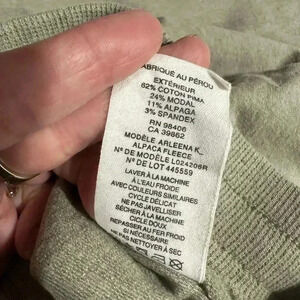 FABRIQUÉ AU PÉROU
EXTÉRIEUR
62% COTON PIMA
24% MODAL
11% ALPAGA
3% SPANDEX
RN 98406
CA 39862
MODÈLE ARLEENA K_
ALPACA FLEECE
Nº DE MODÈLE L024206R
Nº DE LOT 445559
LAVER À LA MACHINE
À L'EAU FROIDE
AVEC COULEURS SIMILAIRES
CYCLE DÉLICAT
NE PAS JAVELLISER
SÉCHER À LA MACHINE
CYCLE DOUX
REPASSER AU FER FROID
SI NÉCESSAIRE
NE PAS NETTOYER À SEC